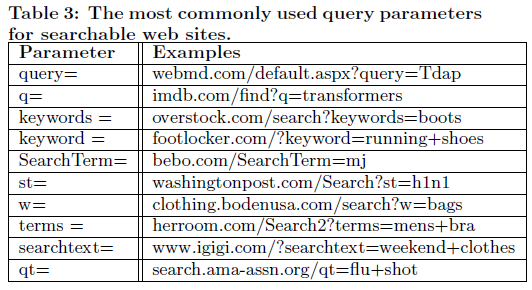 Table 3: The most commonly used query parameters
for searchable web sites.
Parameter Examples
query= webmd.com/default.aspx?query=Tdap
q= imdb.com/find?q=transformers
keywords = overstock.com/search?keywords=boots
keyword = footlocker.com/?keyword=running+shoes
SearchTerm= bebo.com/SearchTerm=mj
st= washingtonpost.com/Search?st=h1n1
w= clothing.bodenusa.com/search?w=bags
terms = herroom.com/Search2?terms=mens+bra
searchtext= www.igigi.com/?searchtext=weekend+clothes
qt= search.ama-assn.org/qt=flu+shot